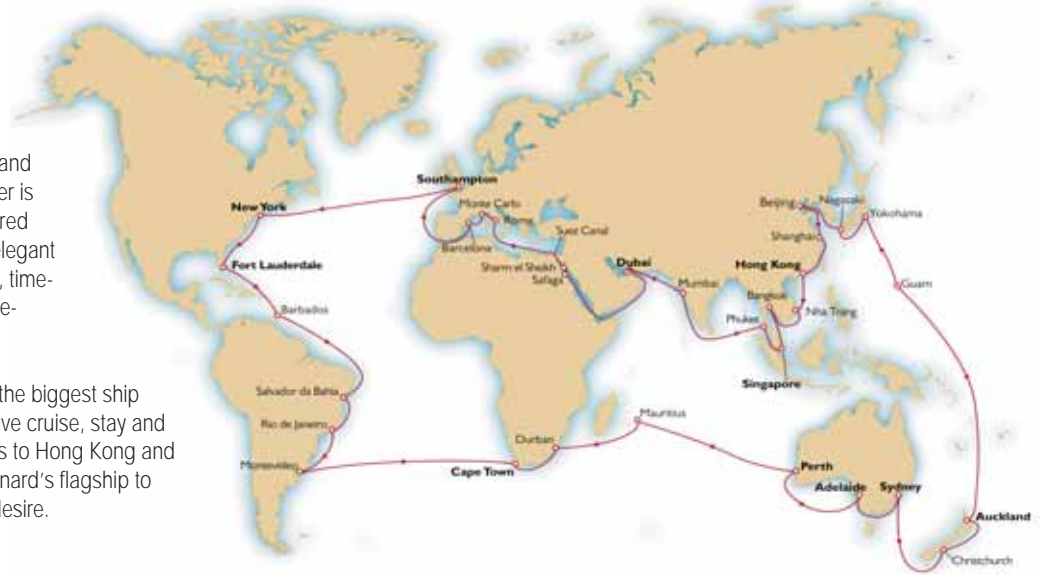 and
er is
red
elegant
, time-
e-
the biggest ship
ve cruise, stay and
s to Hong Kong and
nard's flagship to
desire.
Southampton
New York
Monte Carlo
Rome
Suez Canal
Barcelona
Fort Lauderdale
Sharm el Sheikh
Safaga
Dubai
Mumbai
Beijing
Nagasaki
Yokohama
Shanghai
Hong Kong
Guam
Bangkok
Phuket
Nha Trang
Singapore
Barbados
Salvador da Bahia
Rio de Janeiro
Montevideo
Cape Town
Durban
Mauritius
Perth
Adelaide
Sydney
Auckland
Christchurch